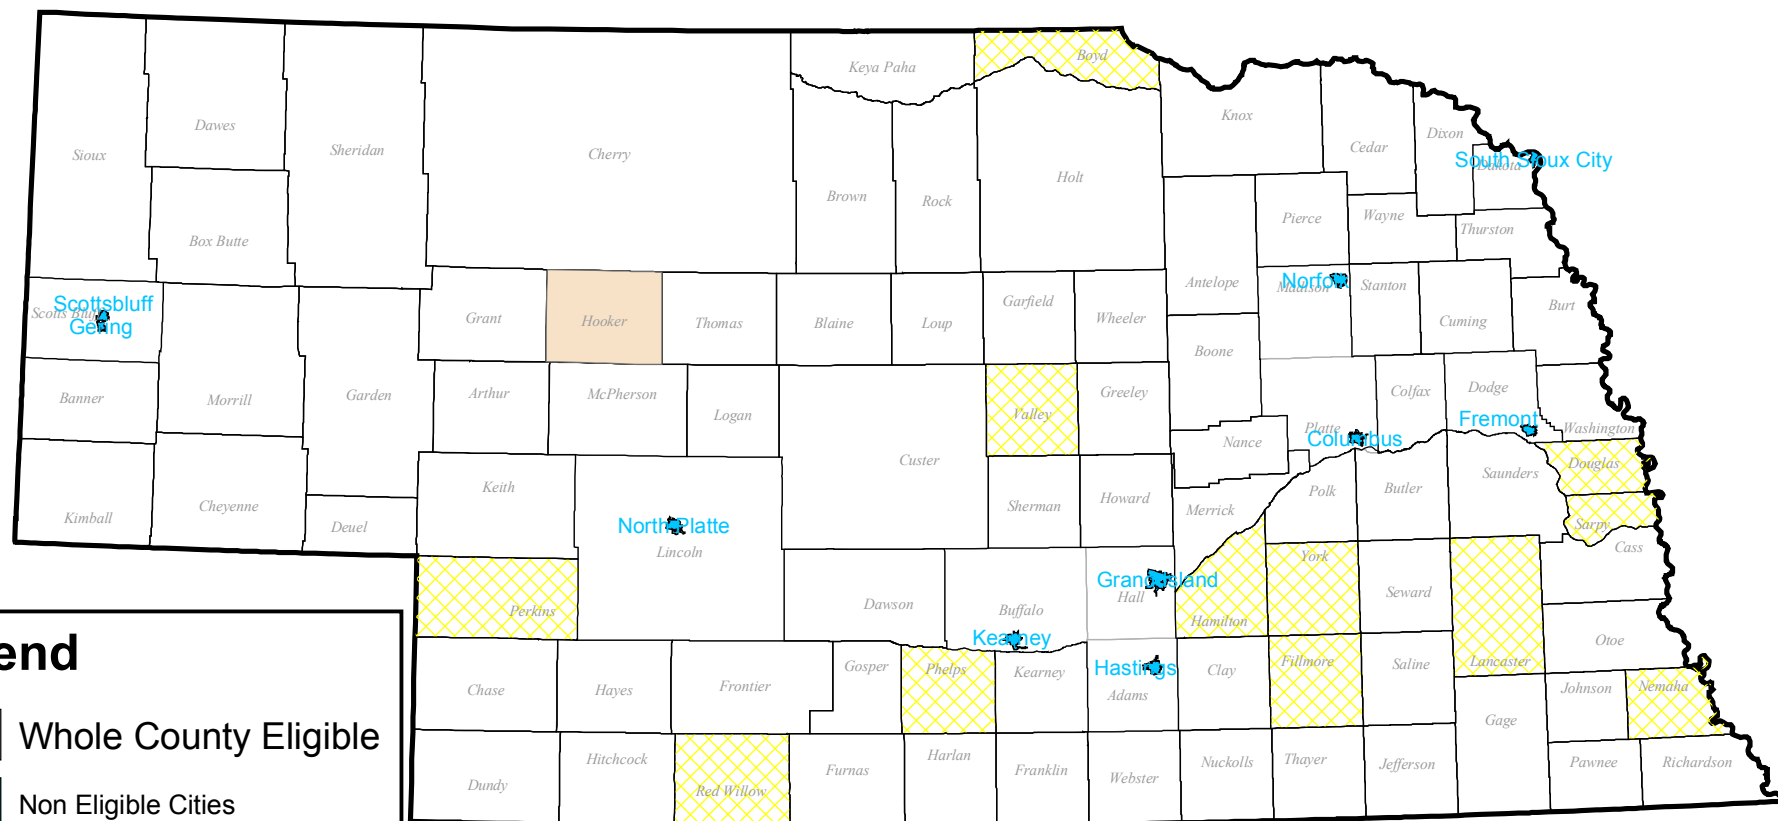 Boyd
Keya Paha
Knox
Dawes
Dixon
Sheridan
Cherry
Cedar
Sioux
South Sioux City
Dakota
Holt
Brown
Rock
Pierce
Wayne
Thurston
Box Butte
Antelope
Norfolk
Madison
Stanton
Scottsbluff
Scotts Bluff
Gering
Grant
Hooker
Thomas
Blaine
Loup
Garfield
Wheeler
Cuming
Burt
Boone
Banner
Morrill
Garden
Arthur
McPherson
Logan
Valley
Greeley
Colfax
Dodge
Fremont
Washington
Platte
Columbus
Nance
Custer
Douglas
Saunders
Keith
Polk
Butler
Kimball
Cheyenne
Deuel
Sherman
Howard
Merrick
Sarpy
North Platte
Lincoln
Cass
York
Grand Island
Hall
Perkins
Dawson
Buffalo
Kearney
Hamilton
Seward
Otoe
end
Chase
Hayes
Frontier
Gosper
Phelps
Kearney
Hastings
Adams
Clay
Fillmore
Saline
Lancaster
Johnson
Nemaha
Gage
Whole County Eligible
Dundy
Hitchcock
Red Willow
Furnas
Harlan
Franklin
Webster
Nuckolls
Thayer
Jefferson
Pawnee
Richardson
Non Eligible Cities